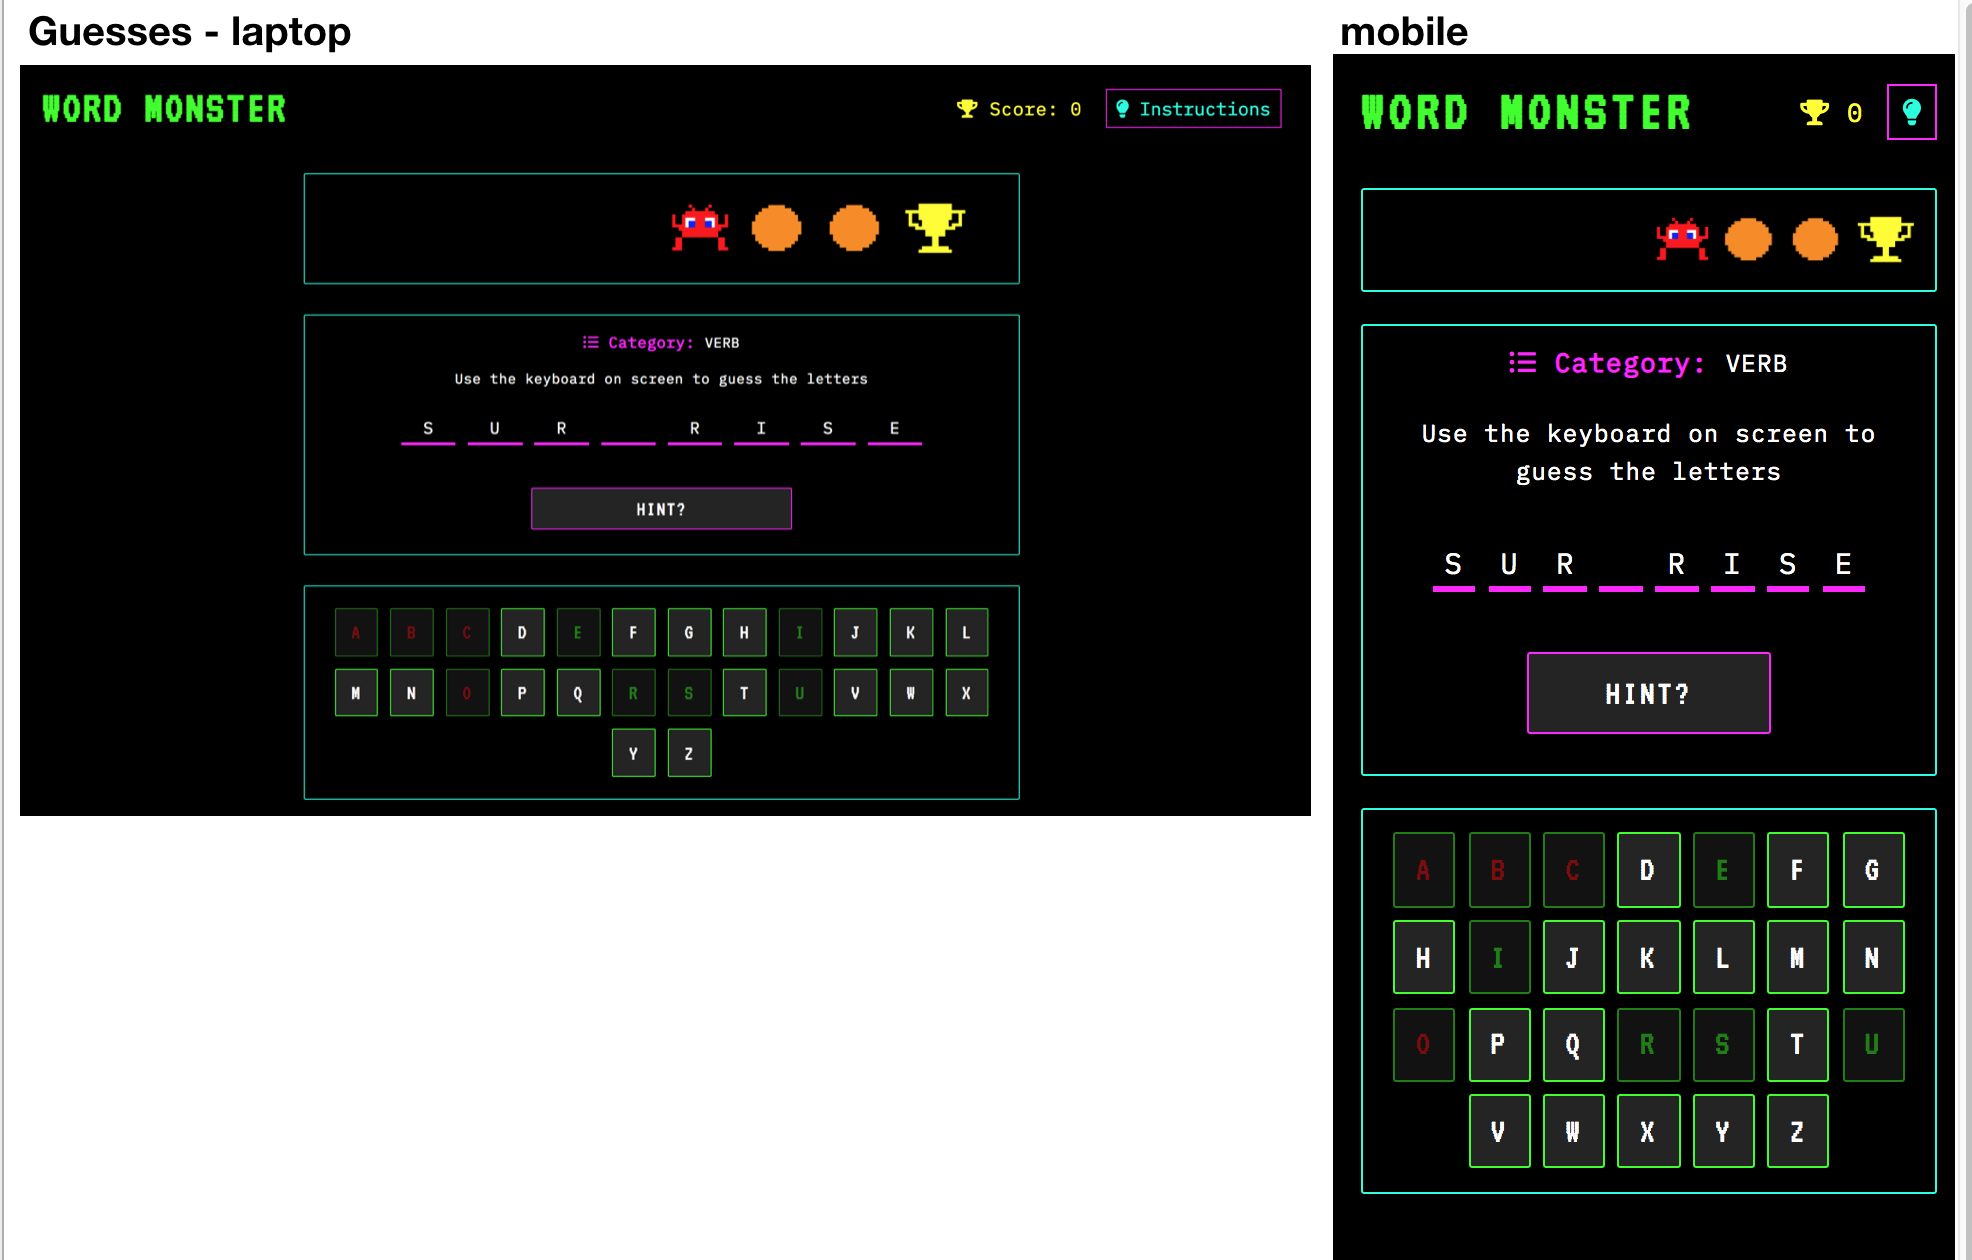 Guesses - laptop
WORD MONSTER
Score: 0
Instructions
Category: VERB
Use the keyboard on screen to guess the letters
S U R R I S E
HINT?
A B C D E F G H I J K L
M N O P Q R S T U V W X
Y Z
mobile
WORD MONSTER
0
Category: VERB
Use the keyboard on screen to
guess the letters
S U R R I S E
HINT?
A B C D E F G
H I J K L M N
O P Q R S T U
V W X Y Z